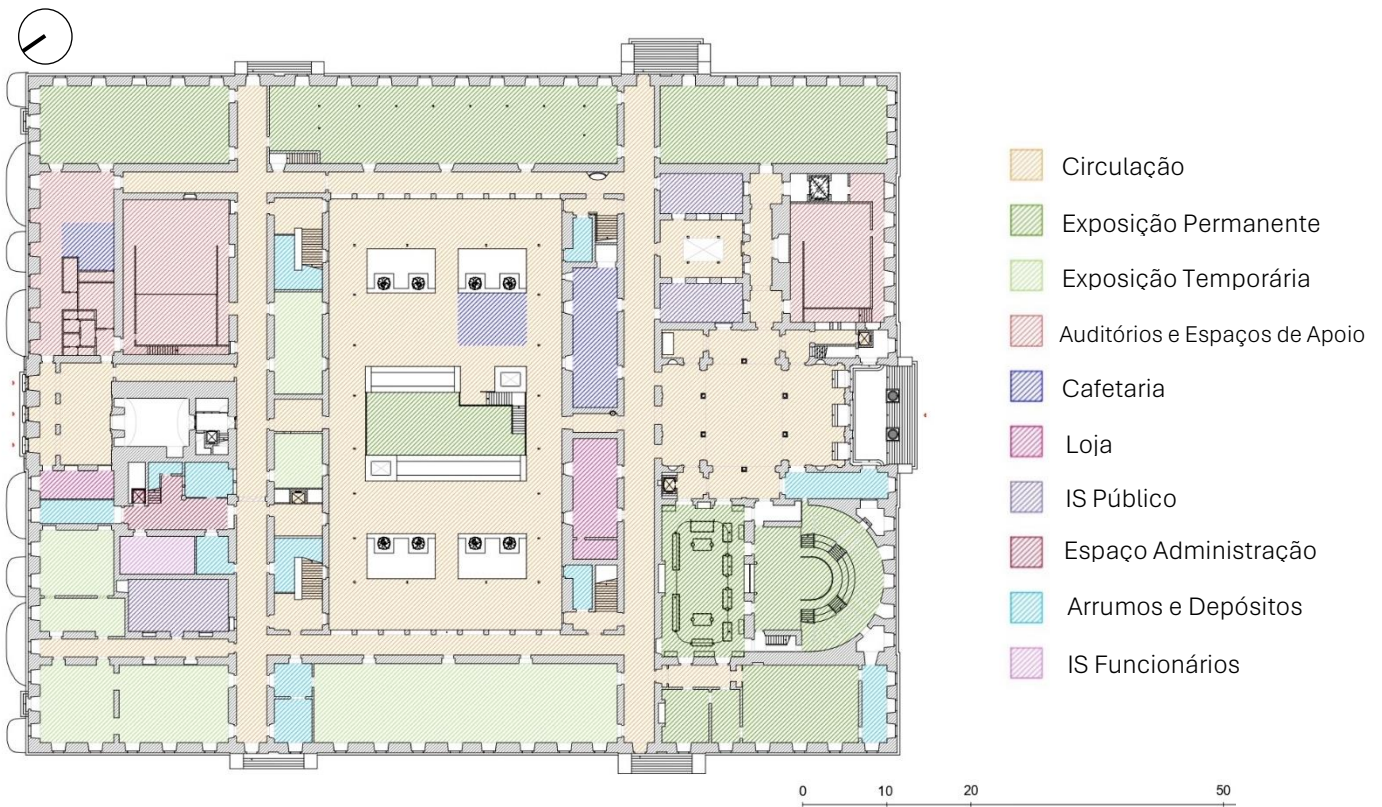 Circulação
Exposição Permanente
Exposição Temporária
Auditórios e Espaços de Apoio
Cafetaria
Loja
IS Público
Espaço Administração
Arrumos e Depósitos
IS Funcionários
0 10 20 50